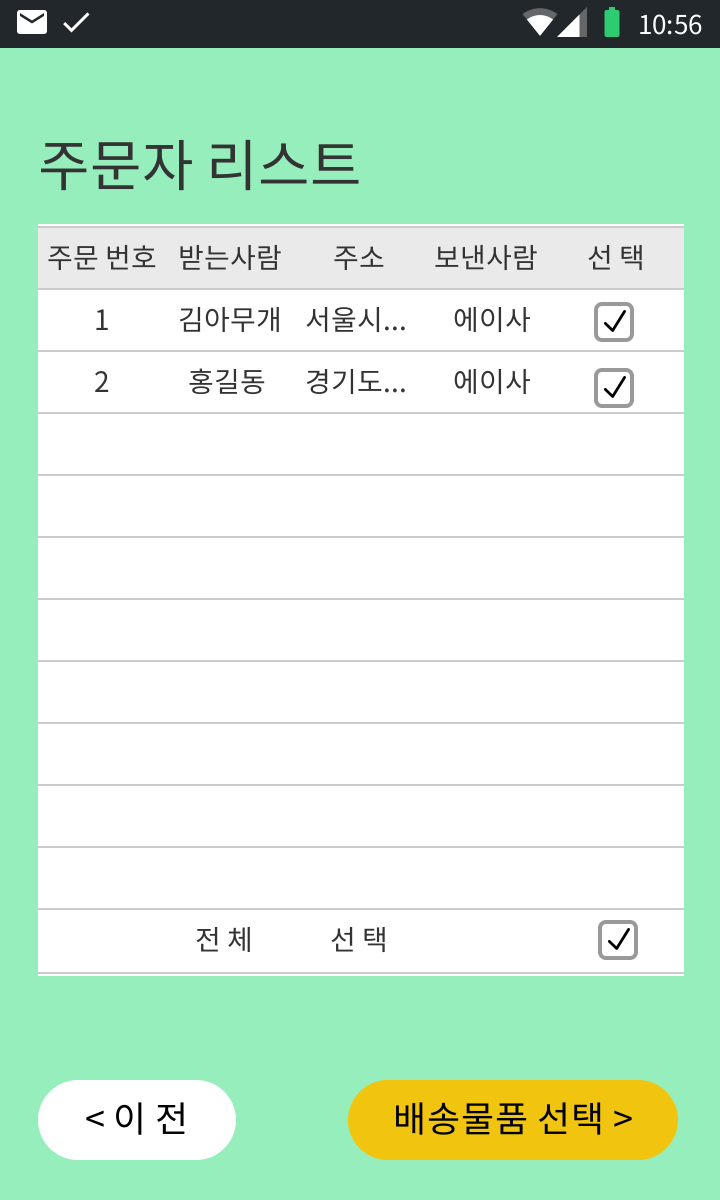 10:56
주문자 리스트
주문 번호 받는사람 주소 보낸사람 선 택
1 김아무개 서울시... 에이사
2 홍길동 경기도... 에이사
전 체 선 택
< 이 전 배송물품 선택 >